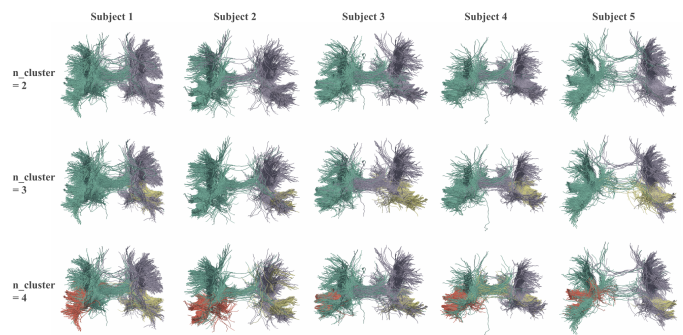 Subject 1 Subject 2 Subject 3 Subject 4 Subject 5
n_cluster
= 2
n_cluster
= 3
n_cluster
= 4